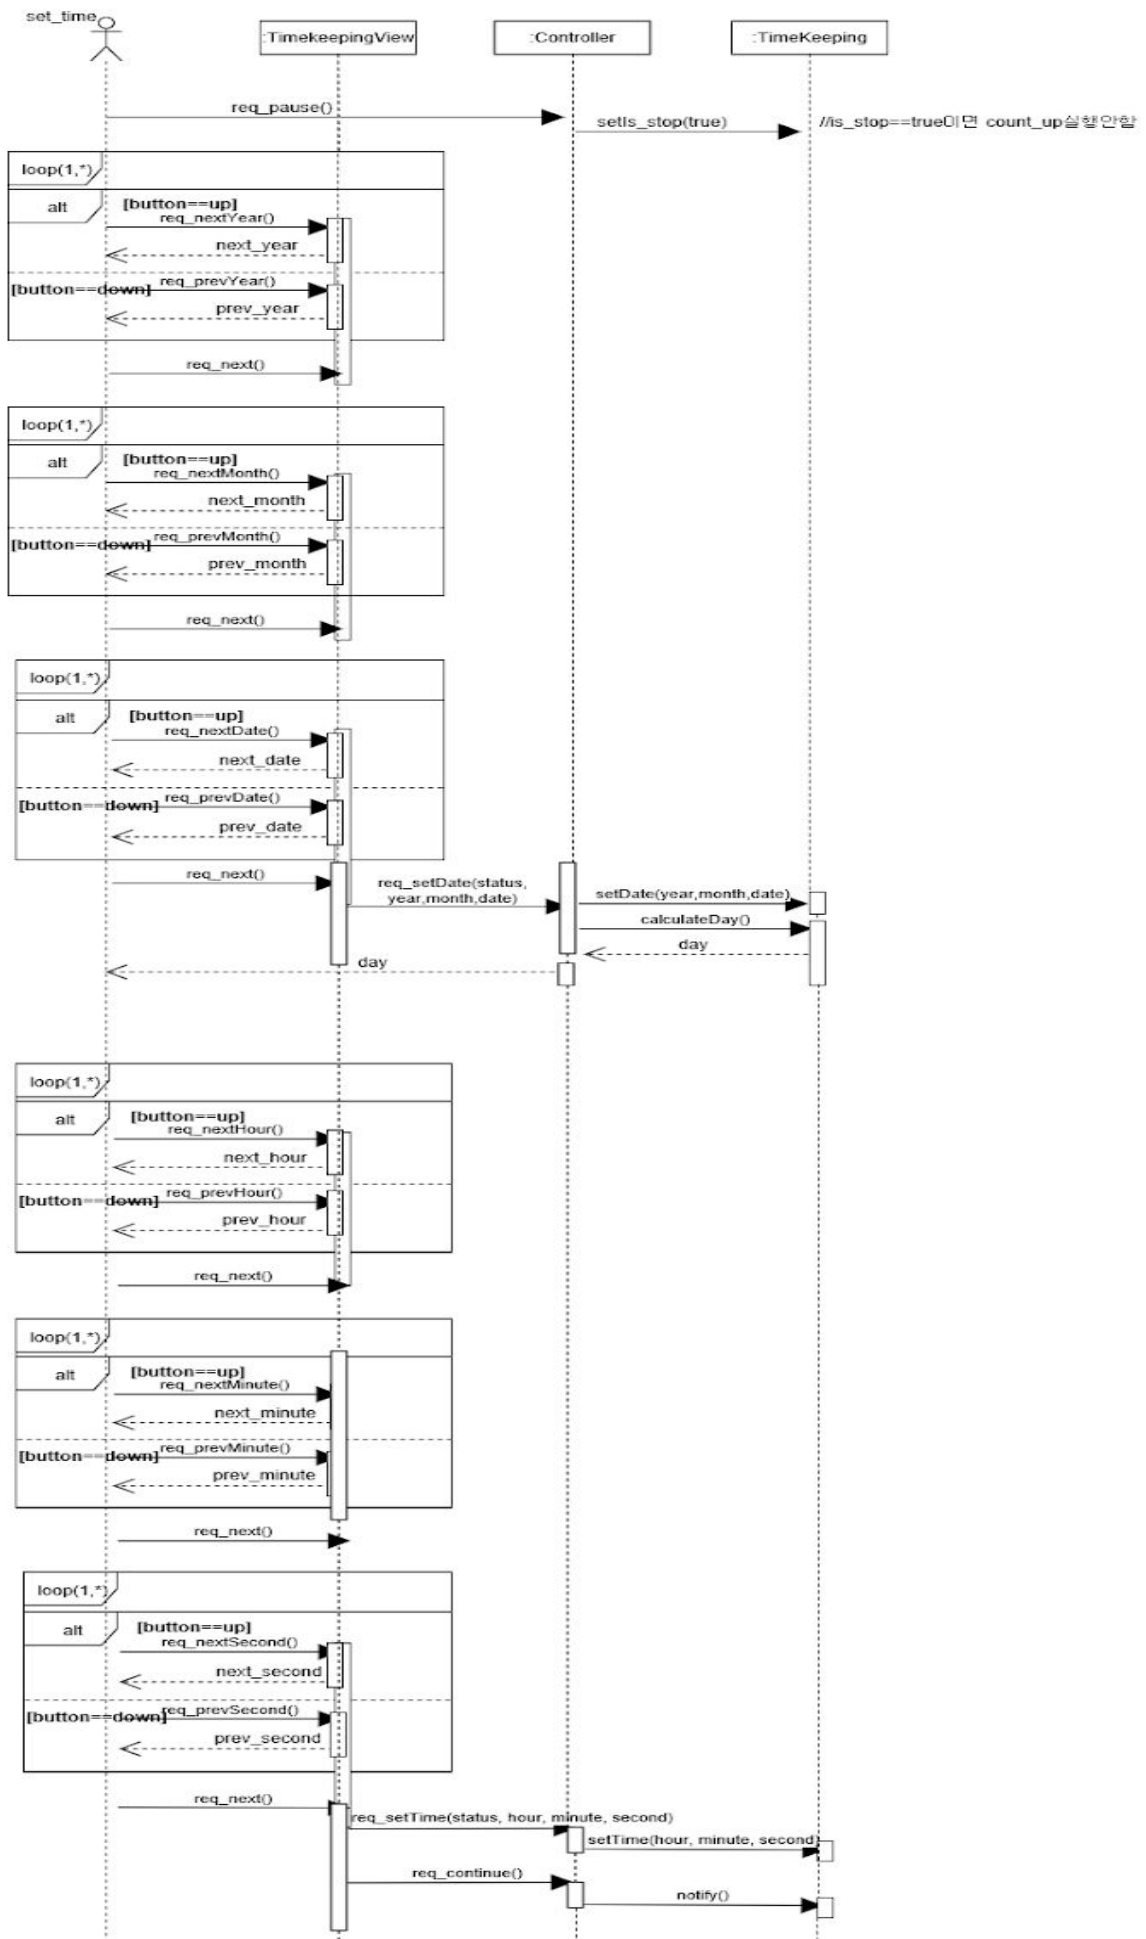 set_time
:TimekeepingView
:Controller
:TimeKeeping
req_pause()
setIs_stop(true)
//is_stop==true이면 count_up실행안함
loop(1,*)
alt
[button==up]
req_nextYear()
next_year
[button==down]
req_prevYear()
prev_year
req_next()
loop(1,*)
alt
[button==up]
req_nextMonth()
next_month
[button==down]
req_prevMonth()
prev_month
req_next()
loop(1,*)
alt
[button==up]
req_nextDate()
next_date
[button==down]
req_prevDate()
prev_date
req_next()
req_setDate(status,
year,month,date)
setDate(year,month,date)
calculateDay()
day
day
loop(1,*)
alt
[button==up]
req_nextHour()
next_hour
[button==down]
req_prevHour()
prev_hour
req_next()
loop(1,*)
alt
[button==up]
req_nextMinute()
next_minute
[button==down]
req_prevMinute()
prev_minute
req_next()
loop(1,*)
alt
[button==up]
req_nextSecond()
next_second
[button==down]
req_prevSecond()
prev_second
req_next()
req_setTime(status, hour, minute, second)
setTime(hour, minute, second)
req_continue()
notify()